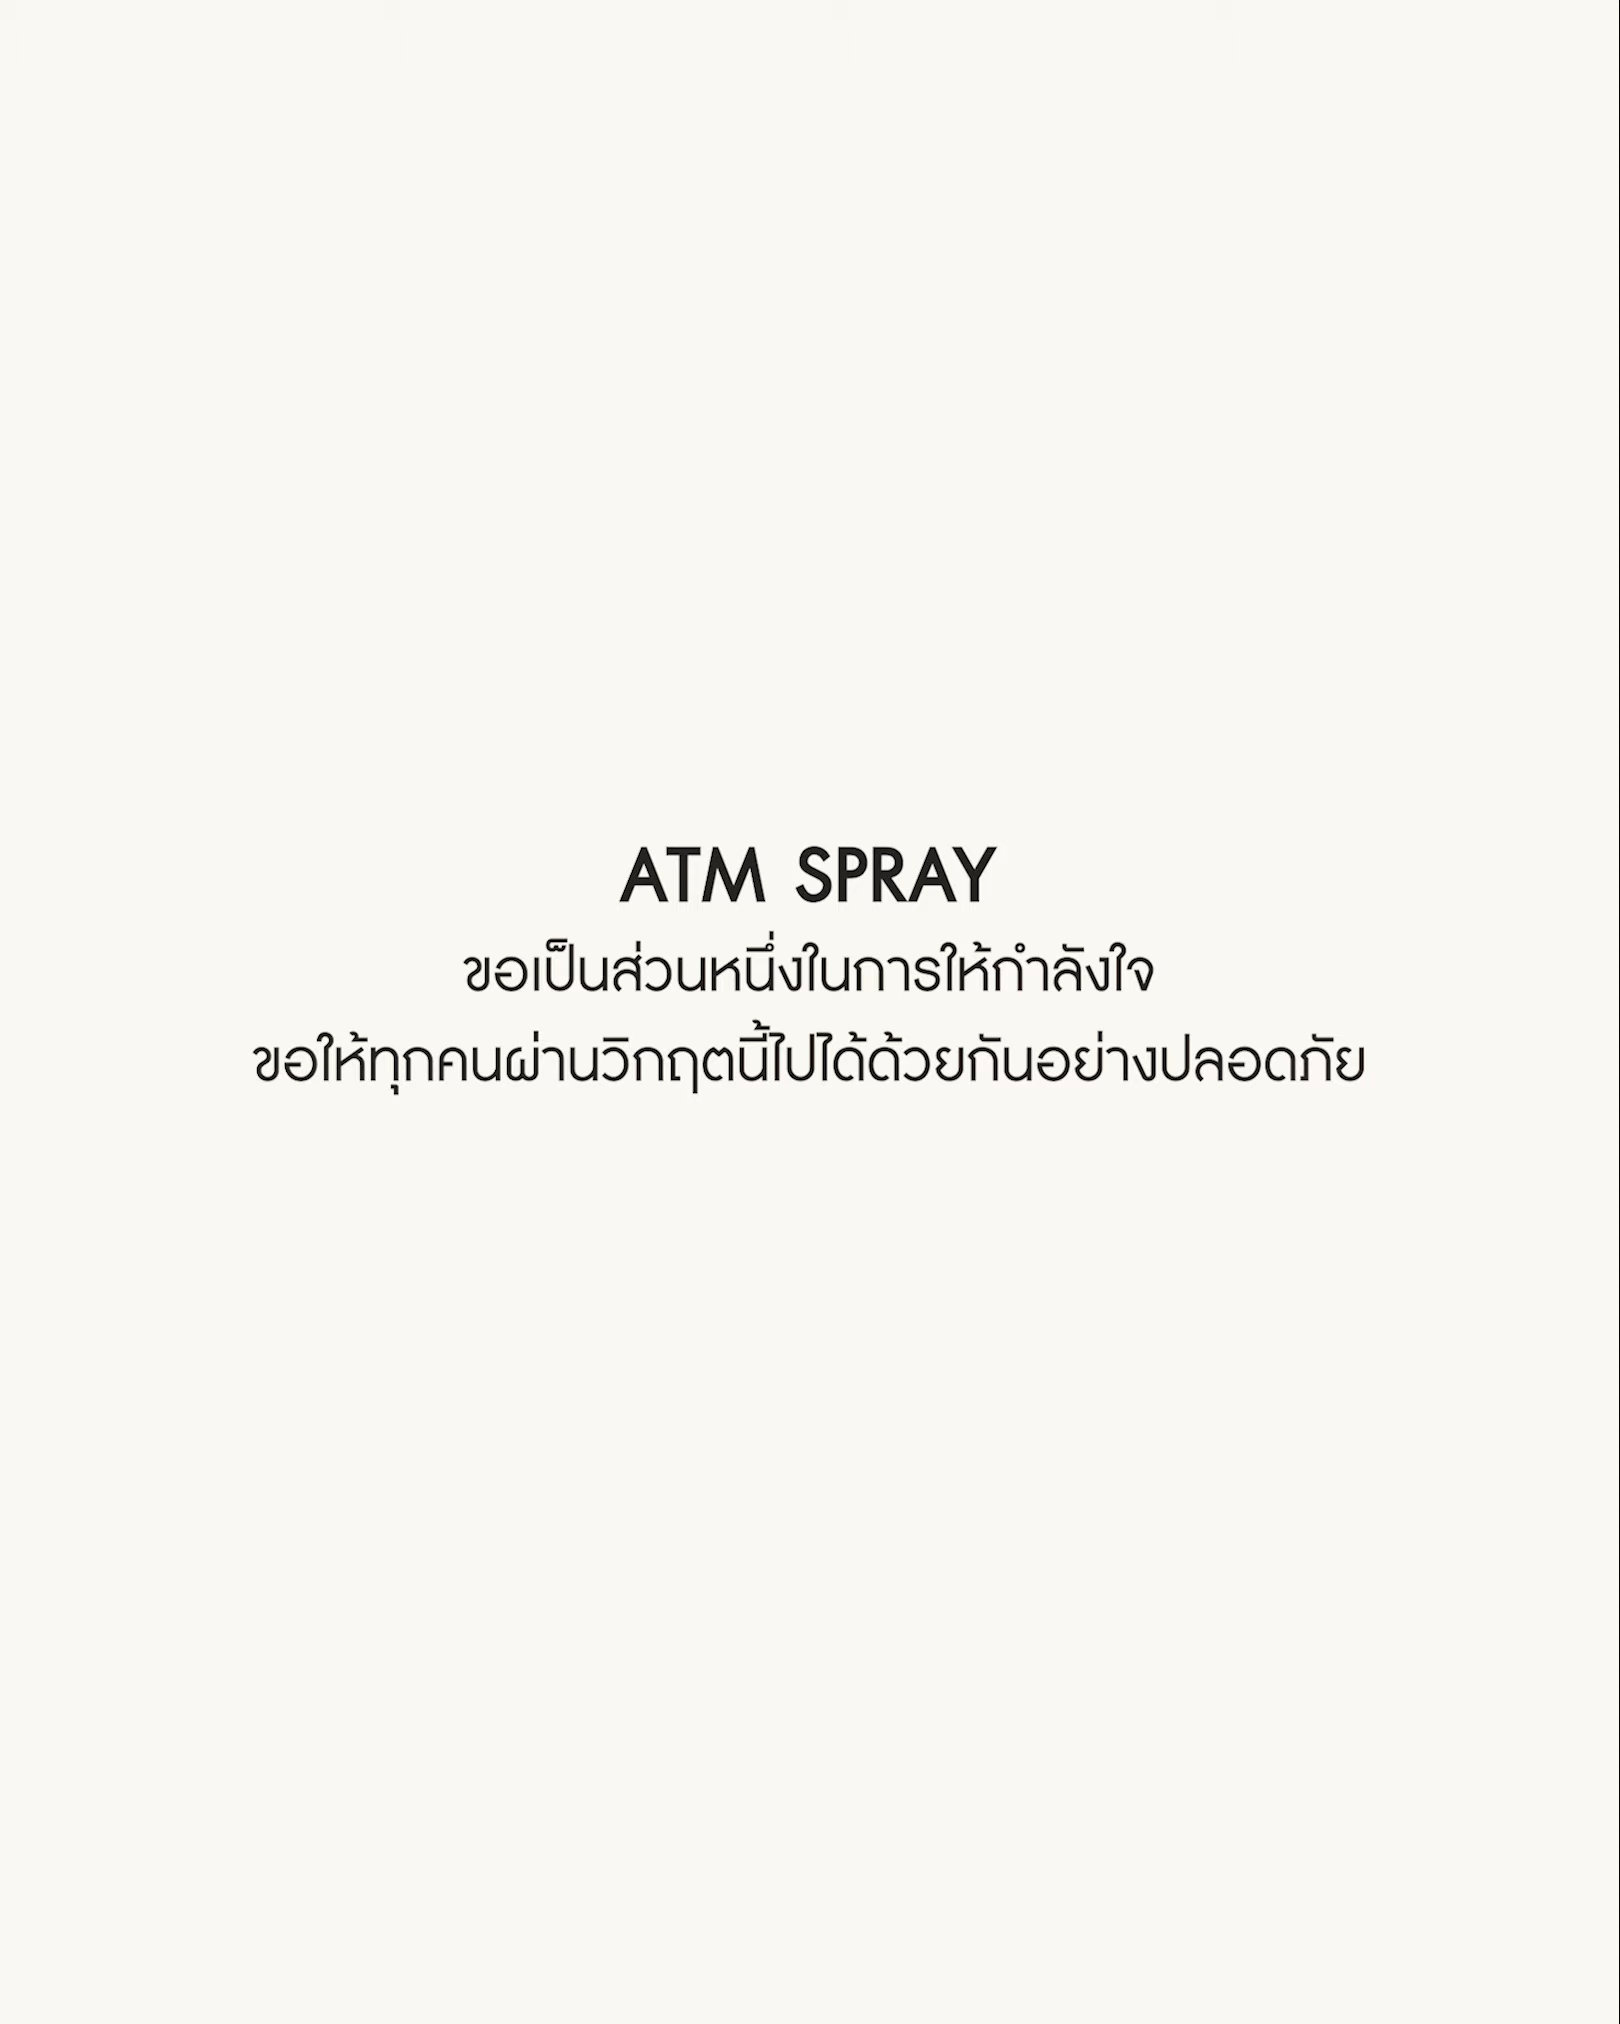 ATM SPRAY
ขอเป็นส่วนหนึ่งในการให้กำลังใจ
ขอให้ทุกคนผ่านวิกฤตนี้ไปได้ด้วยกันอย่างปลอดภัย